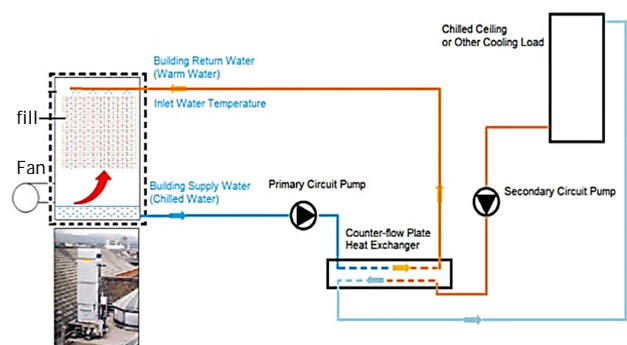 Chilled Ceiling
or Other Cooling Load
Building Return Water
(Warm Water)
Inlet Water Temperature
fill
Fan
Building Supply Water
(Chilled Water)
Primary Circuit Pump
Secondary Circuit Pump
Counter-flow Plate
Heat Exchanger